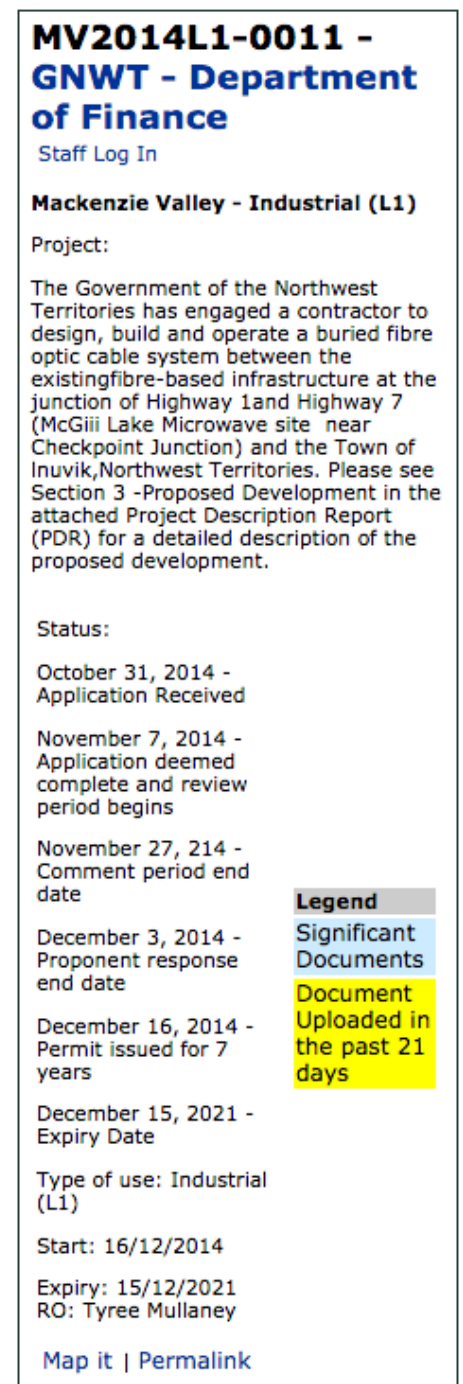 MV2014L1-0011 -
GNWT - Department
of Finance
Staff Log In
Mackenzie Valley - Industrial (L1)
Project:
The Government of the Northwest
Territories has engaged a contractor to
design, build and operate a buried fibre
optic cable system between the
existingfibre-based infrastructure at the
junction of Highway 1and Highway 7
(McGiii Lake Microwave site  near
Checkpoint Junction) and the Town of
Inuvik,Northwest Territories. Please see
Section 3 -Proposed Development in the
attached Project Description Report
(PDR) for a detailed description of the
proposed development.
Status:
October 31, 2014 -
Application Received
November 7, 2014 -
Application deemed
complete and review
period begins
November 27, 214 -
Comment period end
date
December 3, 2014 -
Proponent response
end date
December 16, 2014 -
Permit issued for 7
years
December 15, 2021 -
Expiry Date
Type of use: Industrial
(L1)
Start: 16/12/2014
Expiry: 15/12/2021
RO: Tyree Mullaney
Legend
Significant
Documents
Document
Uploaded in
the past 21
days
Map it | Permalink